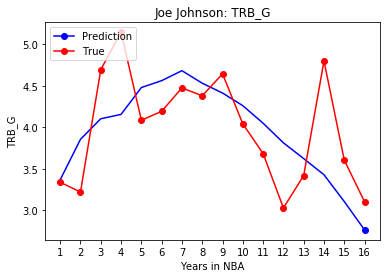 Joe Johnson: TRB_G
Prediction
True
5.0
4.5
4.0
3.5
3.0
TRB_G
1 2 3 4 5 6 7 8 9 10 11 12 13 14 15 16
Years in NBA